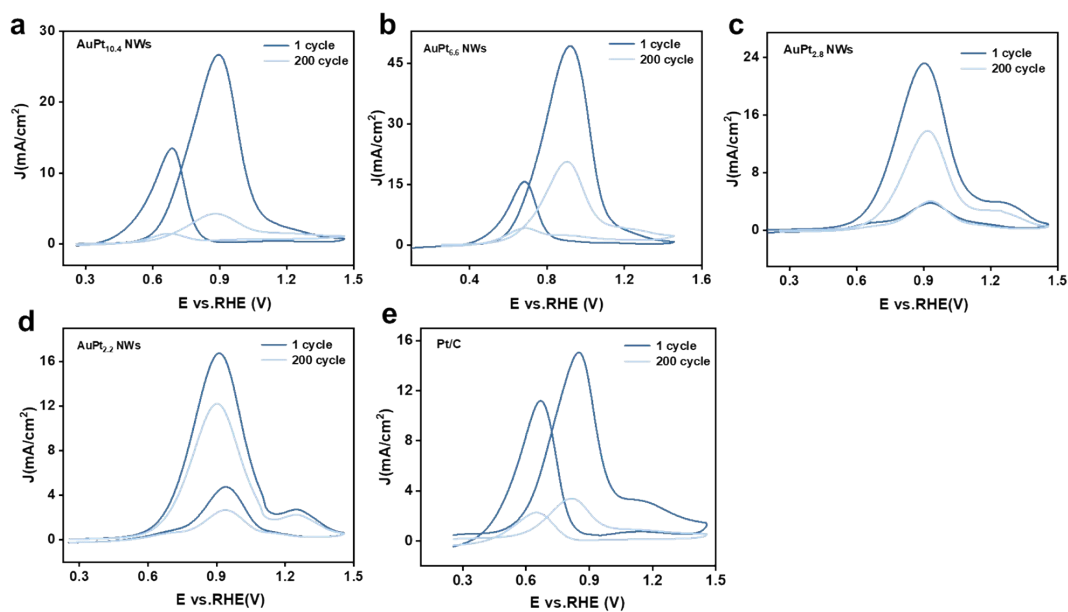 a
AuPt10.4 NWs
1 cycle
200 cycle
J(mA/cm2)
30
20
10
0
0.3 0.6 0.9 1.2 1.5
E vs.RHE (V)
b
AuPt6.6 NWs
1 cycle
200 cycle
J(mA/cm2)
45
30
15
0
0.4 0.8 1.2 1.6
E vs.RHE (V)
c
AuPt2.8 NWs
1 cycle
200 cycle
J(mA/cm2)
24
16
8
0
0.3 0.6 0.9 1.2 1.5
E vs.RHE (V)
d
AuPt2.2 NWs
1 cycle
200 cycle
J(mA/cm2)
16
12
8
4
0
0.3 0.6 0.9 1.2 1.5
E vs.RHE(V)
e
Pt/C
1 cycle
200 cycle
J(mA/cm2)
16
12
8
4
0
0.3 0.6 0.9 1.2 1.5
E vs.RHE (V)